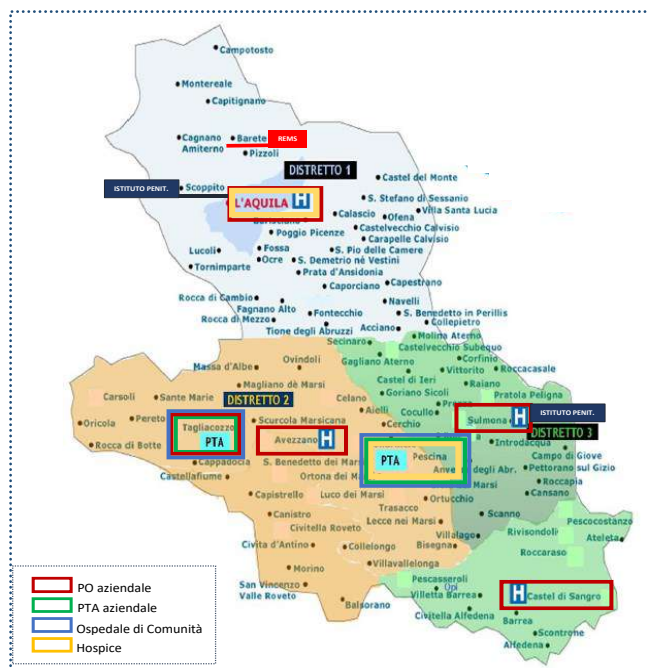 Campotosto
Montereale
Capitignano
Cagnano
Amiterno
Barete
REMS
Pizzoli
DISTRETTO 1
Castel del Monte
ISTITUTO PENIT.
Scoppito
L'AQUILA H
S. Stefano di Sessanio
Calascio
Ofena
Villa Santa Lucia
Poggio Picenze
Castelvecchio Calvisio
Carapelle Calvisio
Lucoli
Fossa
S. Pio delle Camere
Ocre
S. Demetrio nè Vestini
Tornimparte
Prata d'Ansidonia
Caporciano
Capestrano
Rocca di Cambio
Fagnano Alto
Navelli
Rocca di Mezzo
Fontecchio
S. Benedetto in Perillis
Tione degli Abruzzi
Acciano
Collepietro
Molina Aterno
Secinaro
Castelvecchio Subequo
Gagliano Aterno
Corfinio
Massa d'Albe
Ovindoli
Vittorito
Roccacasale
Castel di Ieri
Raiano
Magliano dè Marsi
Goriano Sicoli
Pratola Peligna
Carsoli
Sante Marie
DISTRETTO 2
Celano
Aielli
Cocullo
Oricola
Pereto
Scurcola Marsicana
Cerchio
Sulmona H
ISTITUTO PENIT.
Tagliacozzo
PTA
Avezzano H
DISTRETTO 3
Rocca di Botte
Introdacqua
Cappadocia
S. Benedetto dei Marsi
PTA
Pescina
Campo di Giove
Castellafiume
Ortona dei Marsi
Pettorano sul Gizio
Roccapia
Capistrello
Luco dei Marsi
Ortucchio
Cansano
Canistro
Trasacco
Scanno
Civitella Roveto
Lecce nei Marsi
Pescocostanzo
Civita d'Antino
Collelongo
Bisegna
Villalago
Rivisondoli
Ateleta
Roccaraso
Morino
Villavallelonga
Pescasseroli
San Vincenzo
Valle Roveto
Opi
Villetta Barrea
H Castel di Sangro
Balsorano
Civitella Alfedena
Barrea
Scontrone
Alfedena
PO aziendale
PTA aziendale
Ospedale di Comunità
Hospice